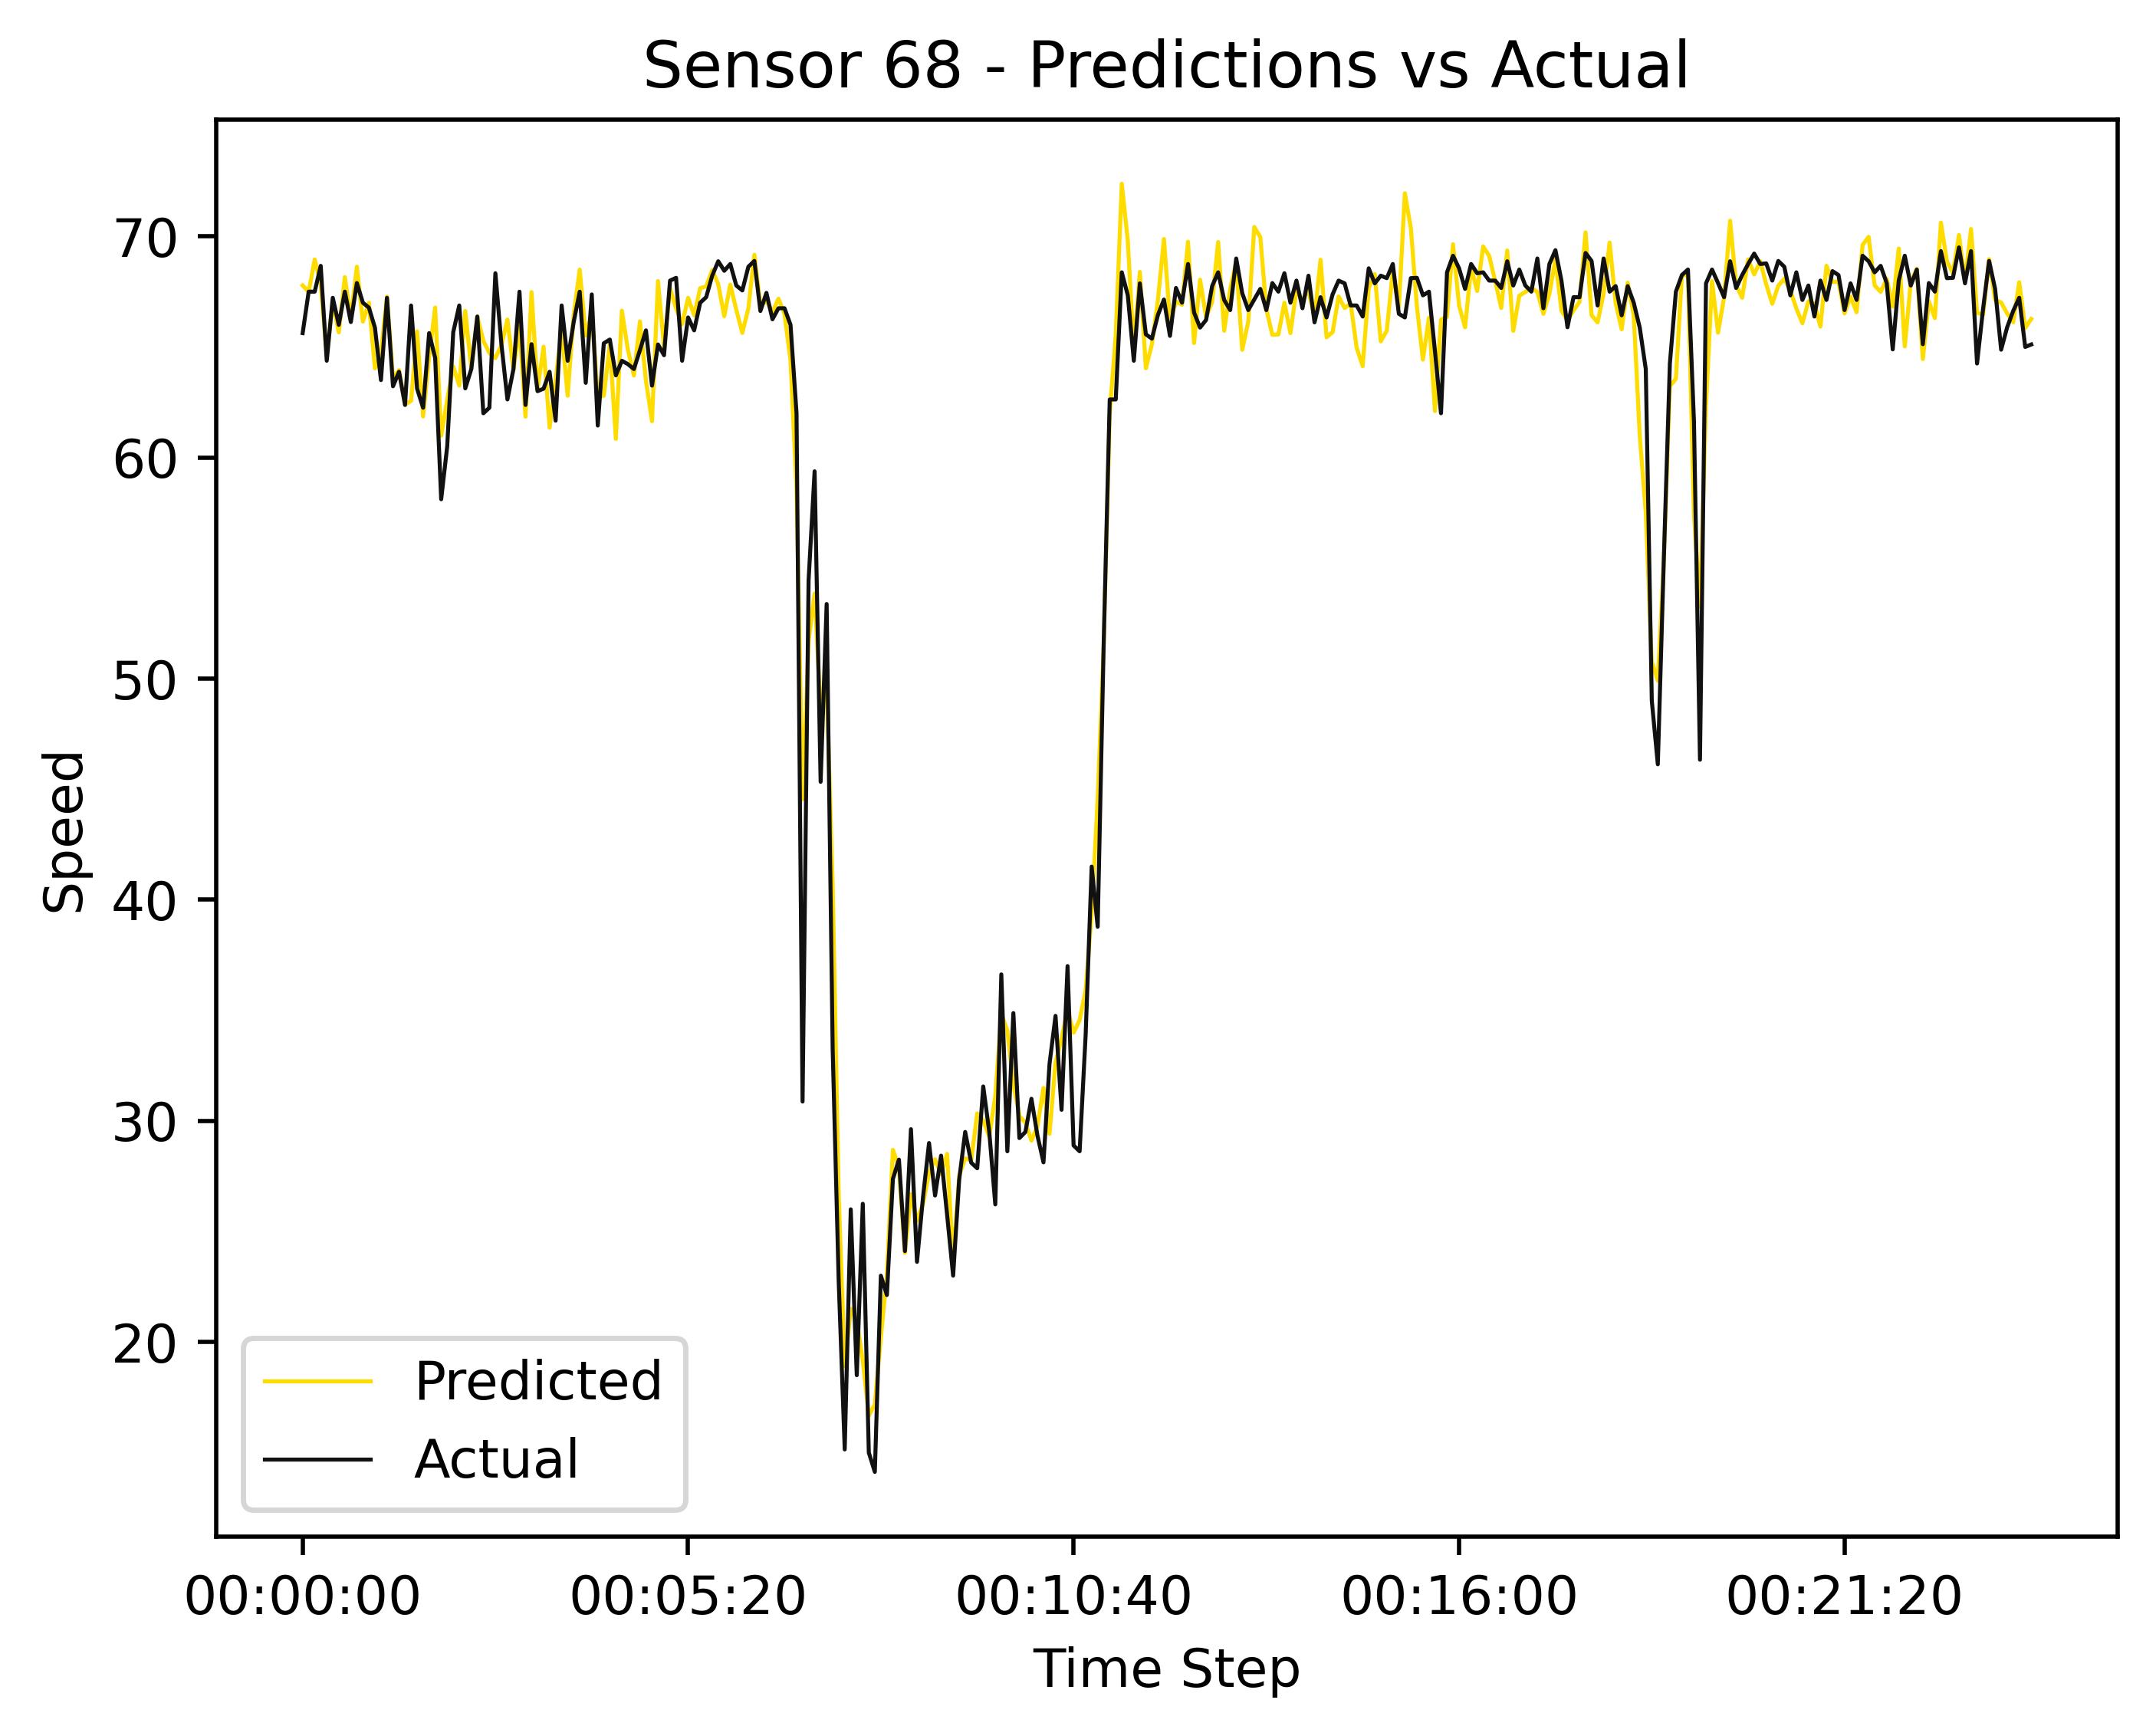 Sensor 68 - Predictions vs Actual
70
60
50
40
30
20
Speed
Predicted
Actual
00:00:00
00:05:20
00:10:40
00:16:00
00:21:20
Time Step